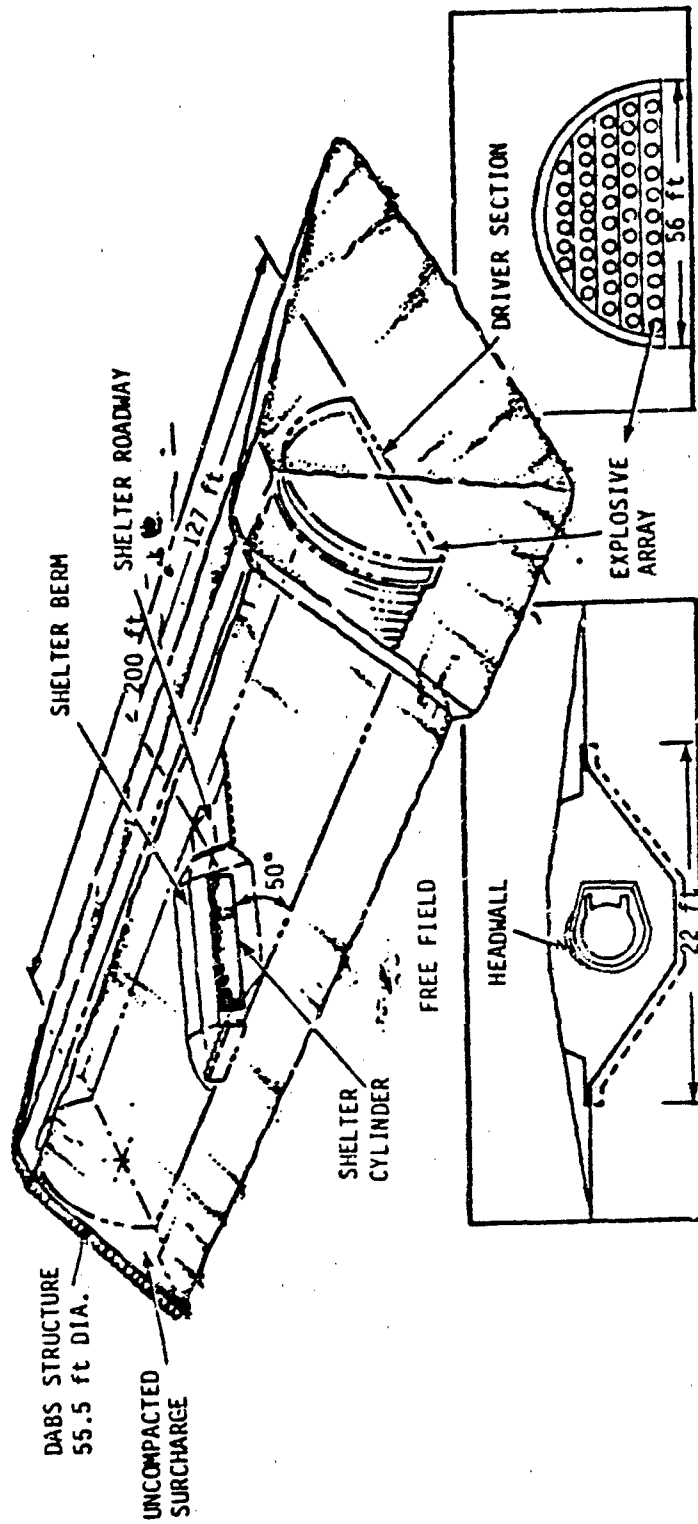 DABS STRUCTURE
55.5 ft DIA.
UNCOMPACTED
SURCHARGE
SHELTER BERM
200 ft
127 ft
SHELTER ROADWAY
50°
SHELTER
CYLINDER
FREE FIELD
HEADWALL
22 ft
EXPLOSIVE
ARRAY
DRIVER SECTION
56 ft